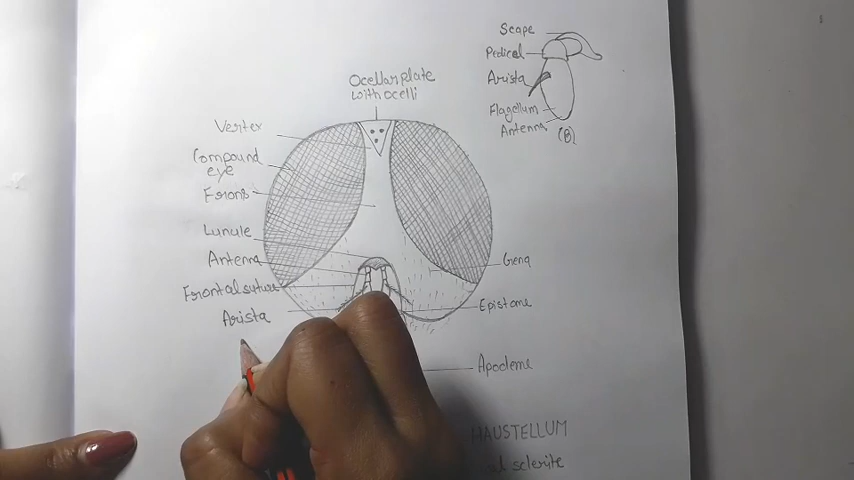 Scape
Pedical
Arista
Flagellum
Antenna
(B)
Ocellar plate
with ocelli
Vertex
Compound
eye
Frons
Lunule
Antenna
Frontal suture
Arista
Gena
Epistome
Apodeme
HAUSTELLUM
sclerite